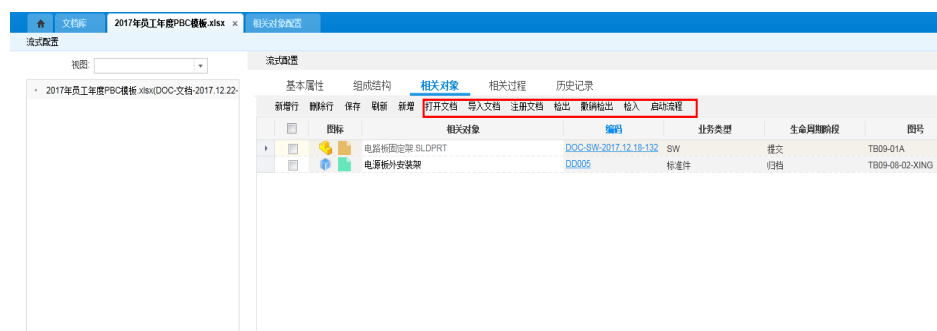 文档库 2017年员工年度PBC模板.xlsx × 相关对象配置
流式配置
视图:
流式配置
2017年员工年度PBC模板.xlsx(DOC-文档-2017.12.22-
基本属性 组成结构 相关对象 相关过程 历史记录
新增行 删除行 保存 刷新 新增 打开文档 导入文档 注册文档 检出 撤销检出 检入 启动流程
图标 相关对象 编码 业务类型 生命周期阶段 图号
电路板固定架.SLDPRT DOC-SW-2017.12.18-132 SW 提交 TB09-01A
电源板外安装架 DD005 标准件 归档 TB09-08-02-XING